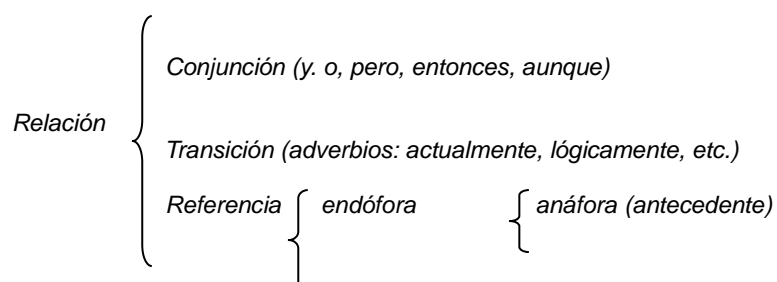 Conjunción (y. o, pero, entonces, aunque)
Relación
Transición (adverbios: actualmente, lógicamente, etc.)
Referencia endófora anáfora (antecedente)